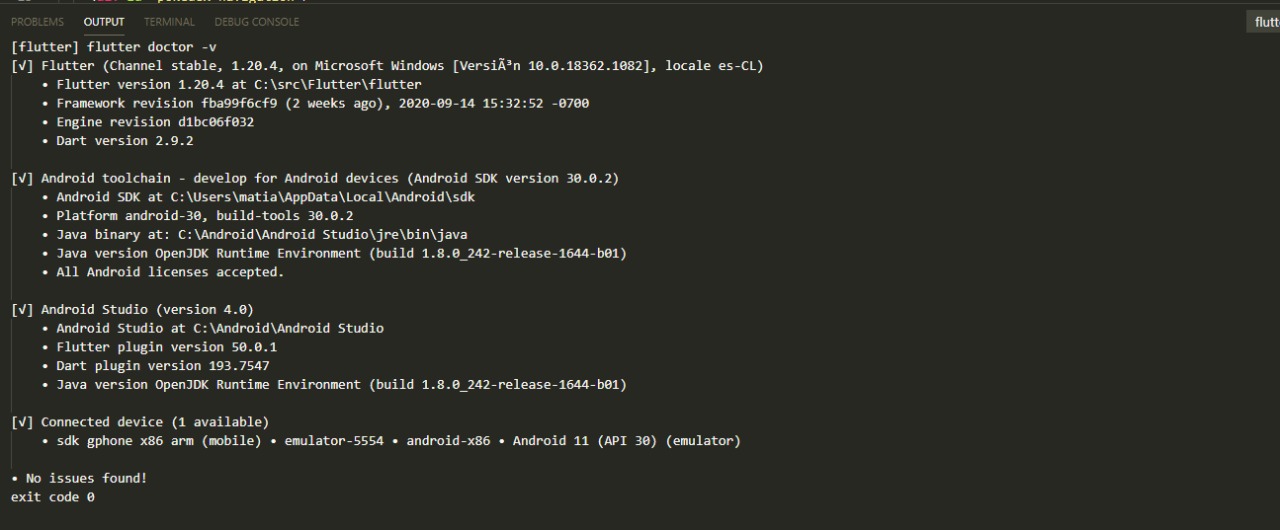 PROBLEMS OUTPUT TERMINAL DEBUG CONSOLE
[flutter] flutter doctor -v
[√] Flutter (Channel stable, 1.20.4, on Microsoft Windows [VersiÃ³n 10.0.18362.1082], locale es-CL)
• Flutter version 1.20.4 at C:\src\Flutter\flutter
• Framework revision fba99f6cf9 (2 weeks ago), 2020-09-14 15:32:52 -0700
• Engine revision d1bc06f032
• Dart version 2.9.2
[√] Android toolchain - develop for Android devices (Android SDK version 30.0.2)
• Android SDK at C:\Users\matia\AppData\Local\Android\sdk
• Platform android-30, build-tools 30.0.2
• Java binary at: C:\Android\Android Studio\jre\bin\java
• Java version OpenJDK Runtime Environment (build 1.8.0_242-release-1644-b01)
• All Android licenses accepted.
[√] Android Studio (version 4.0)
• Android Studio at C:\Android\Android Studio
• Flutter plugin version 50.0.1
• Dart plugin version 193.7547
• Java version OpenJDK Runtime Environment (build 1.8.0_242-release-1644-b01)
[√] Connected device (1 available)
• sdk gphone x86 arm (mobile) • emulator-5554 • android-x86 • Android 11 (API 30) (emulator)
• No issues found!
exit code 0